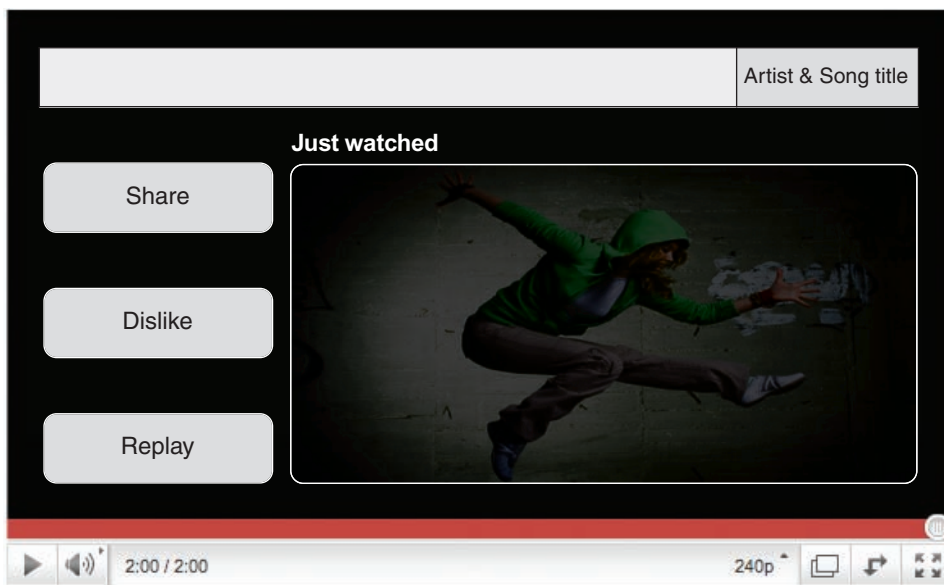 Artist & Song title
Just watched
Share
Dislike
Replay
2:00 / 2:00
240p